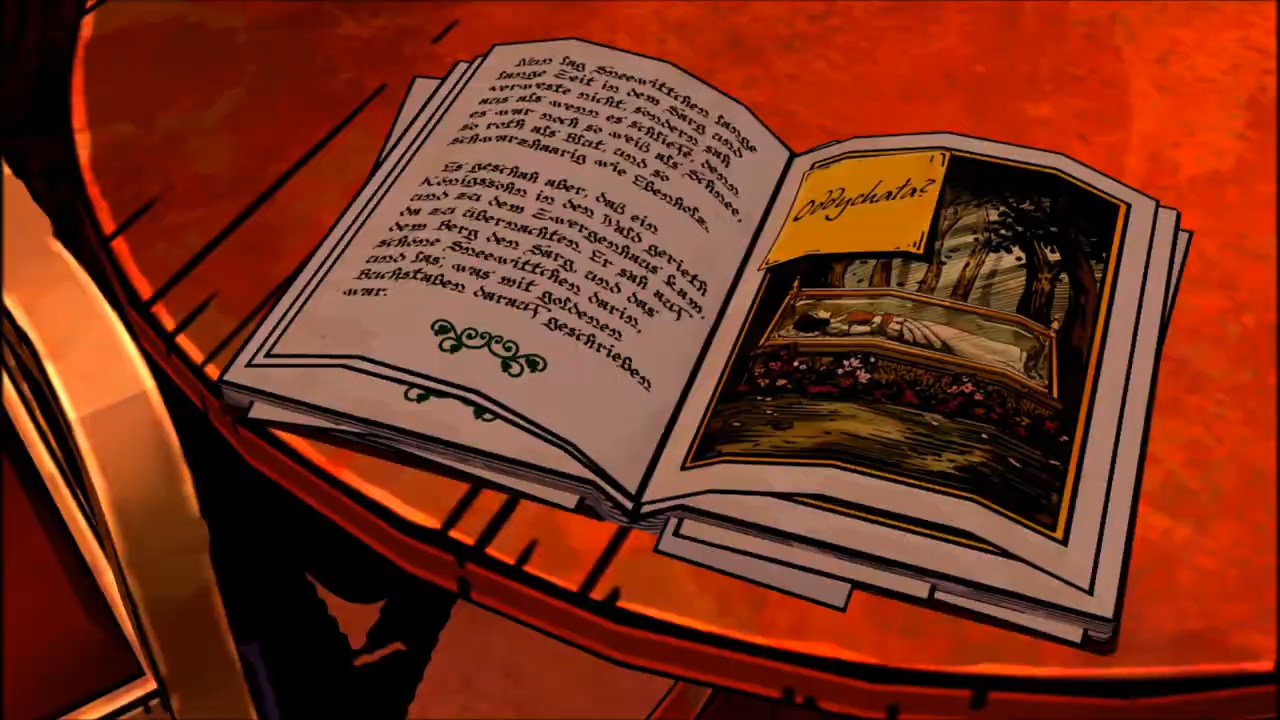 Nun lag Sneewittchen lange
lange Zeit in dem Sarg und
verweste nicht, sondern sah
aus als wenn es schliefe, denn
es war noch so weiß als Schnee,
so roth als Blut, und so
schwarzhaarig wie Ebenholz.
Es geschah aber, daß ein
Königssohn in den Wald gerieth
und zu dem Zwergenhaus kam,
da zu übernachten. Er sah auf
dem Berg den Sarg, und das
schöne Sneewittchen darin,
und las, was mit goldenen
Buchstaben darauf geschrieben
war.
Oddychała?